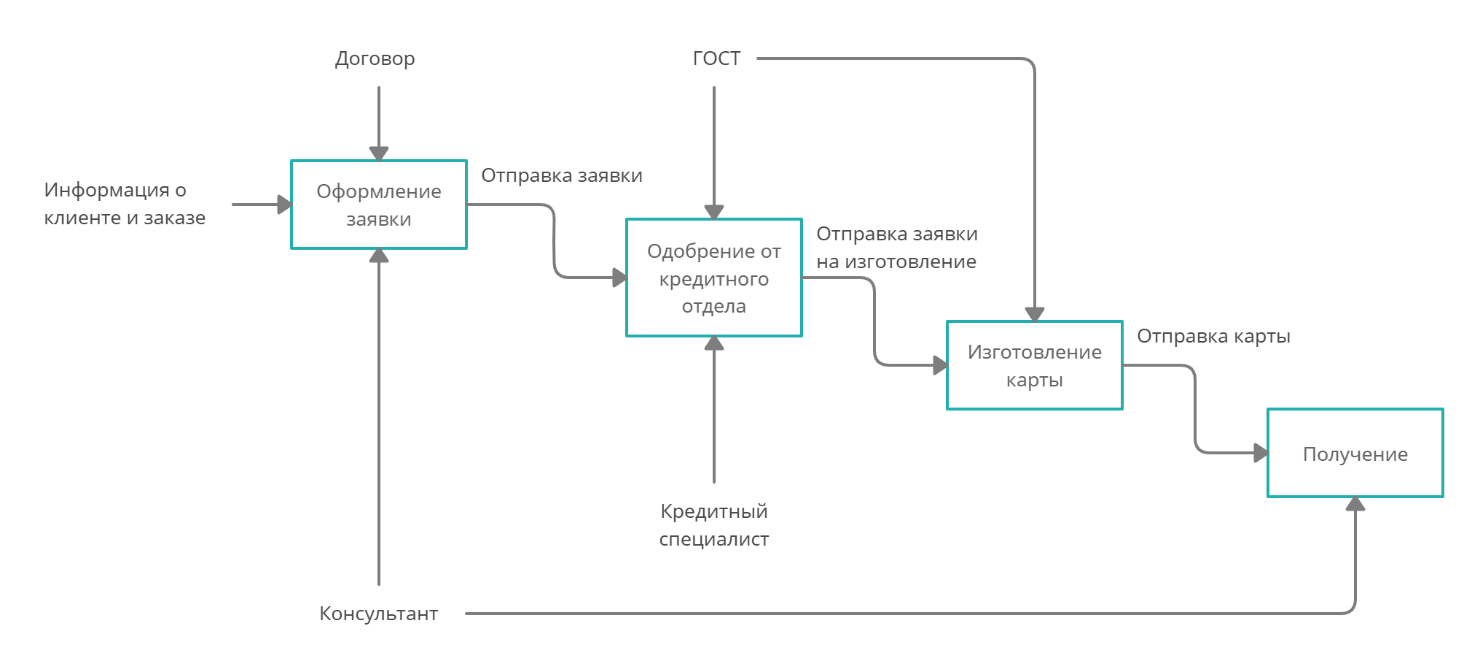 Договор
ГОСТ
Информация о
клиенте и заказе
Оформление
заявки
Отправка заявки
Одобрение от
кредитного
отдела
Отправка заявки
на изготовление
Изготовление
карты
Отправка карты
Получение
Кредитный
специалист
Консультант